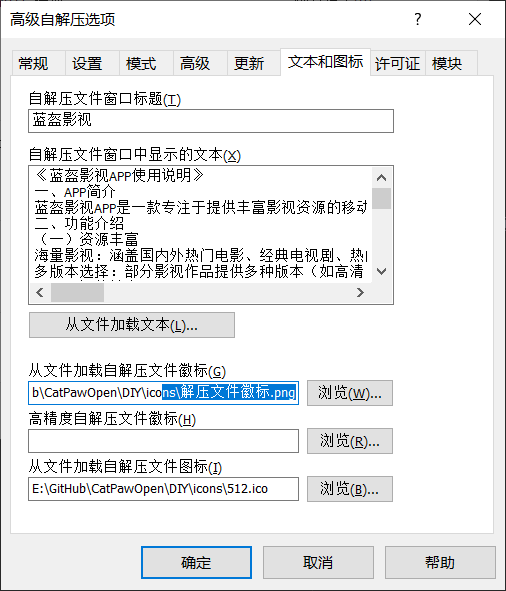 高级自解压选项
常规 设置 模式 高级 更新 文本和图标 许可证 模块
自解压文件窗口标题(T)
蓝盔影视
自解压文件窗口中显示的文本(X)
《蓝盔影视APP使用说明》
一、APP简介
蓝盔影视APP是一款专注于提供丰富影视资源的移动
二、功能介绍
（一）资源丰富
海量影视：涵盖国内外热门电影、经典电视剧、热门
多版本选择：部分影视作品提供多种版本（如高清
从文件加载文本(L)...
从文件加载自解压文件徽标(G)
b\CatPawOpen\DIY\icons\解压文件徽标.png 浏览(W)...
高精度自解压文件徽标(H)
浏览(R)...
从文件加载自解压文件图标(I)
E:\GitHub\CatPawOpen\DIY\icons\512.ico 浏览(B)...
确定 取消 帮助